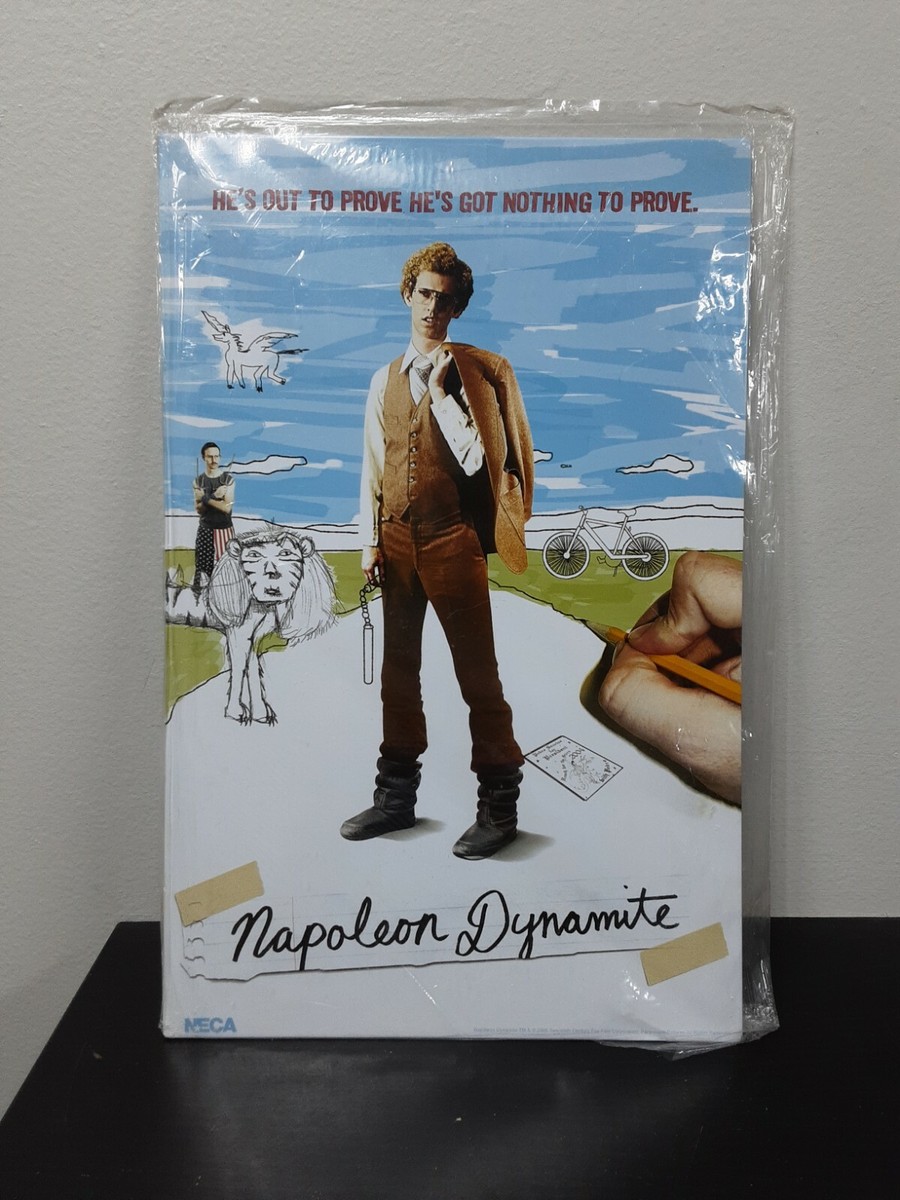 HE'S OUT TO PROVE HE'S GOT NOTHING TO PROVE.
Napoleon Dynamite
NECA